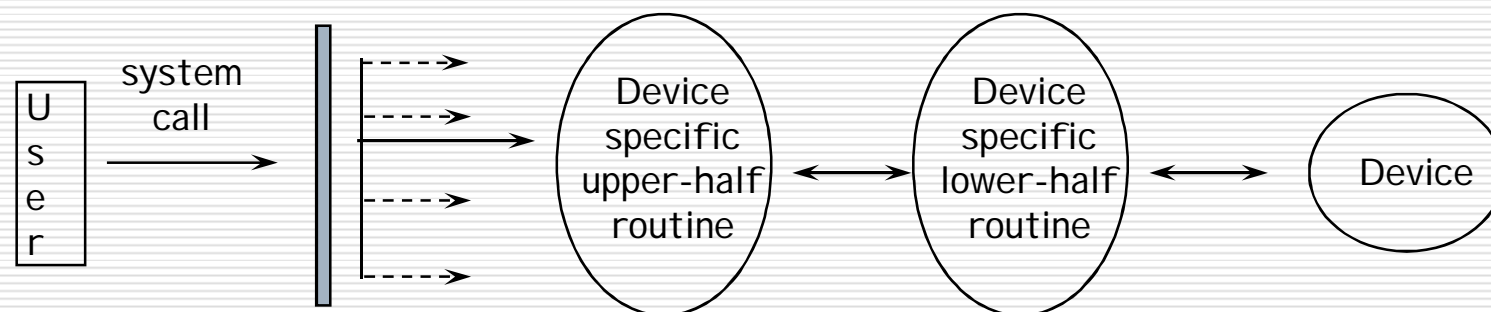 U
s
e
r
system
call
Device
specific
upper-half
routine
Device
specific
lower-half
routine
Device